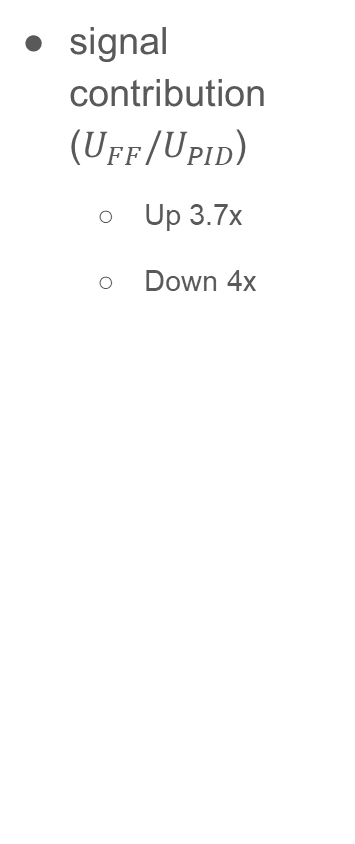 ● signal
contribution
(U_FF/U_PID)
○ Up 3.7x
○ Down 4x